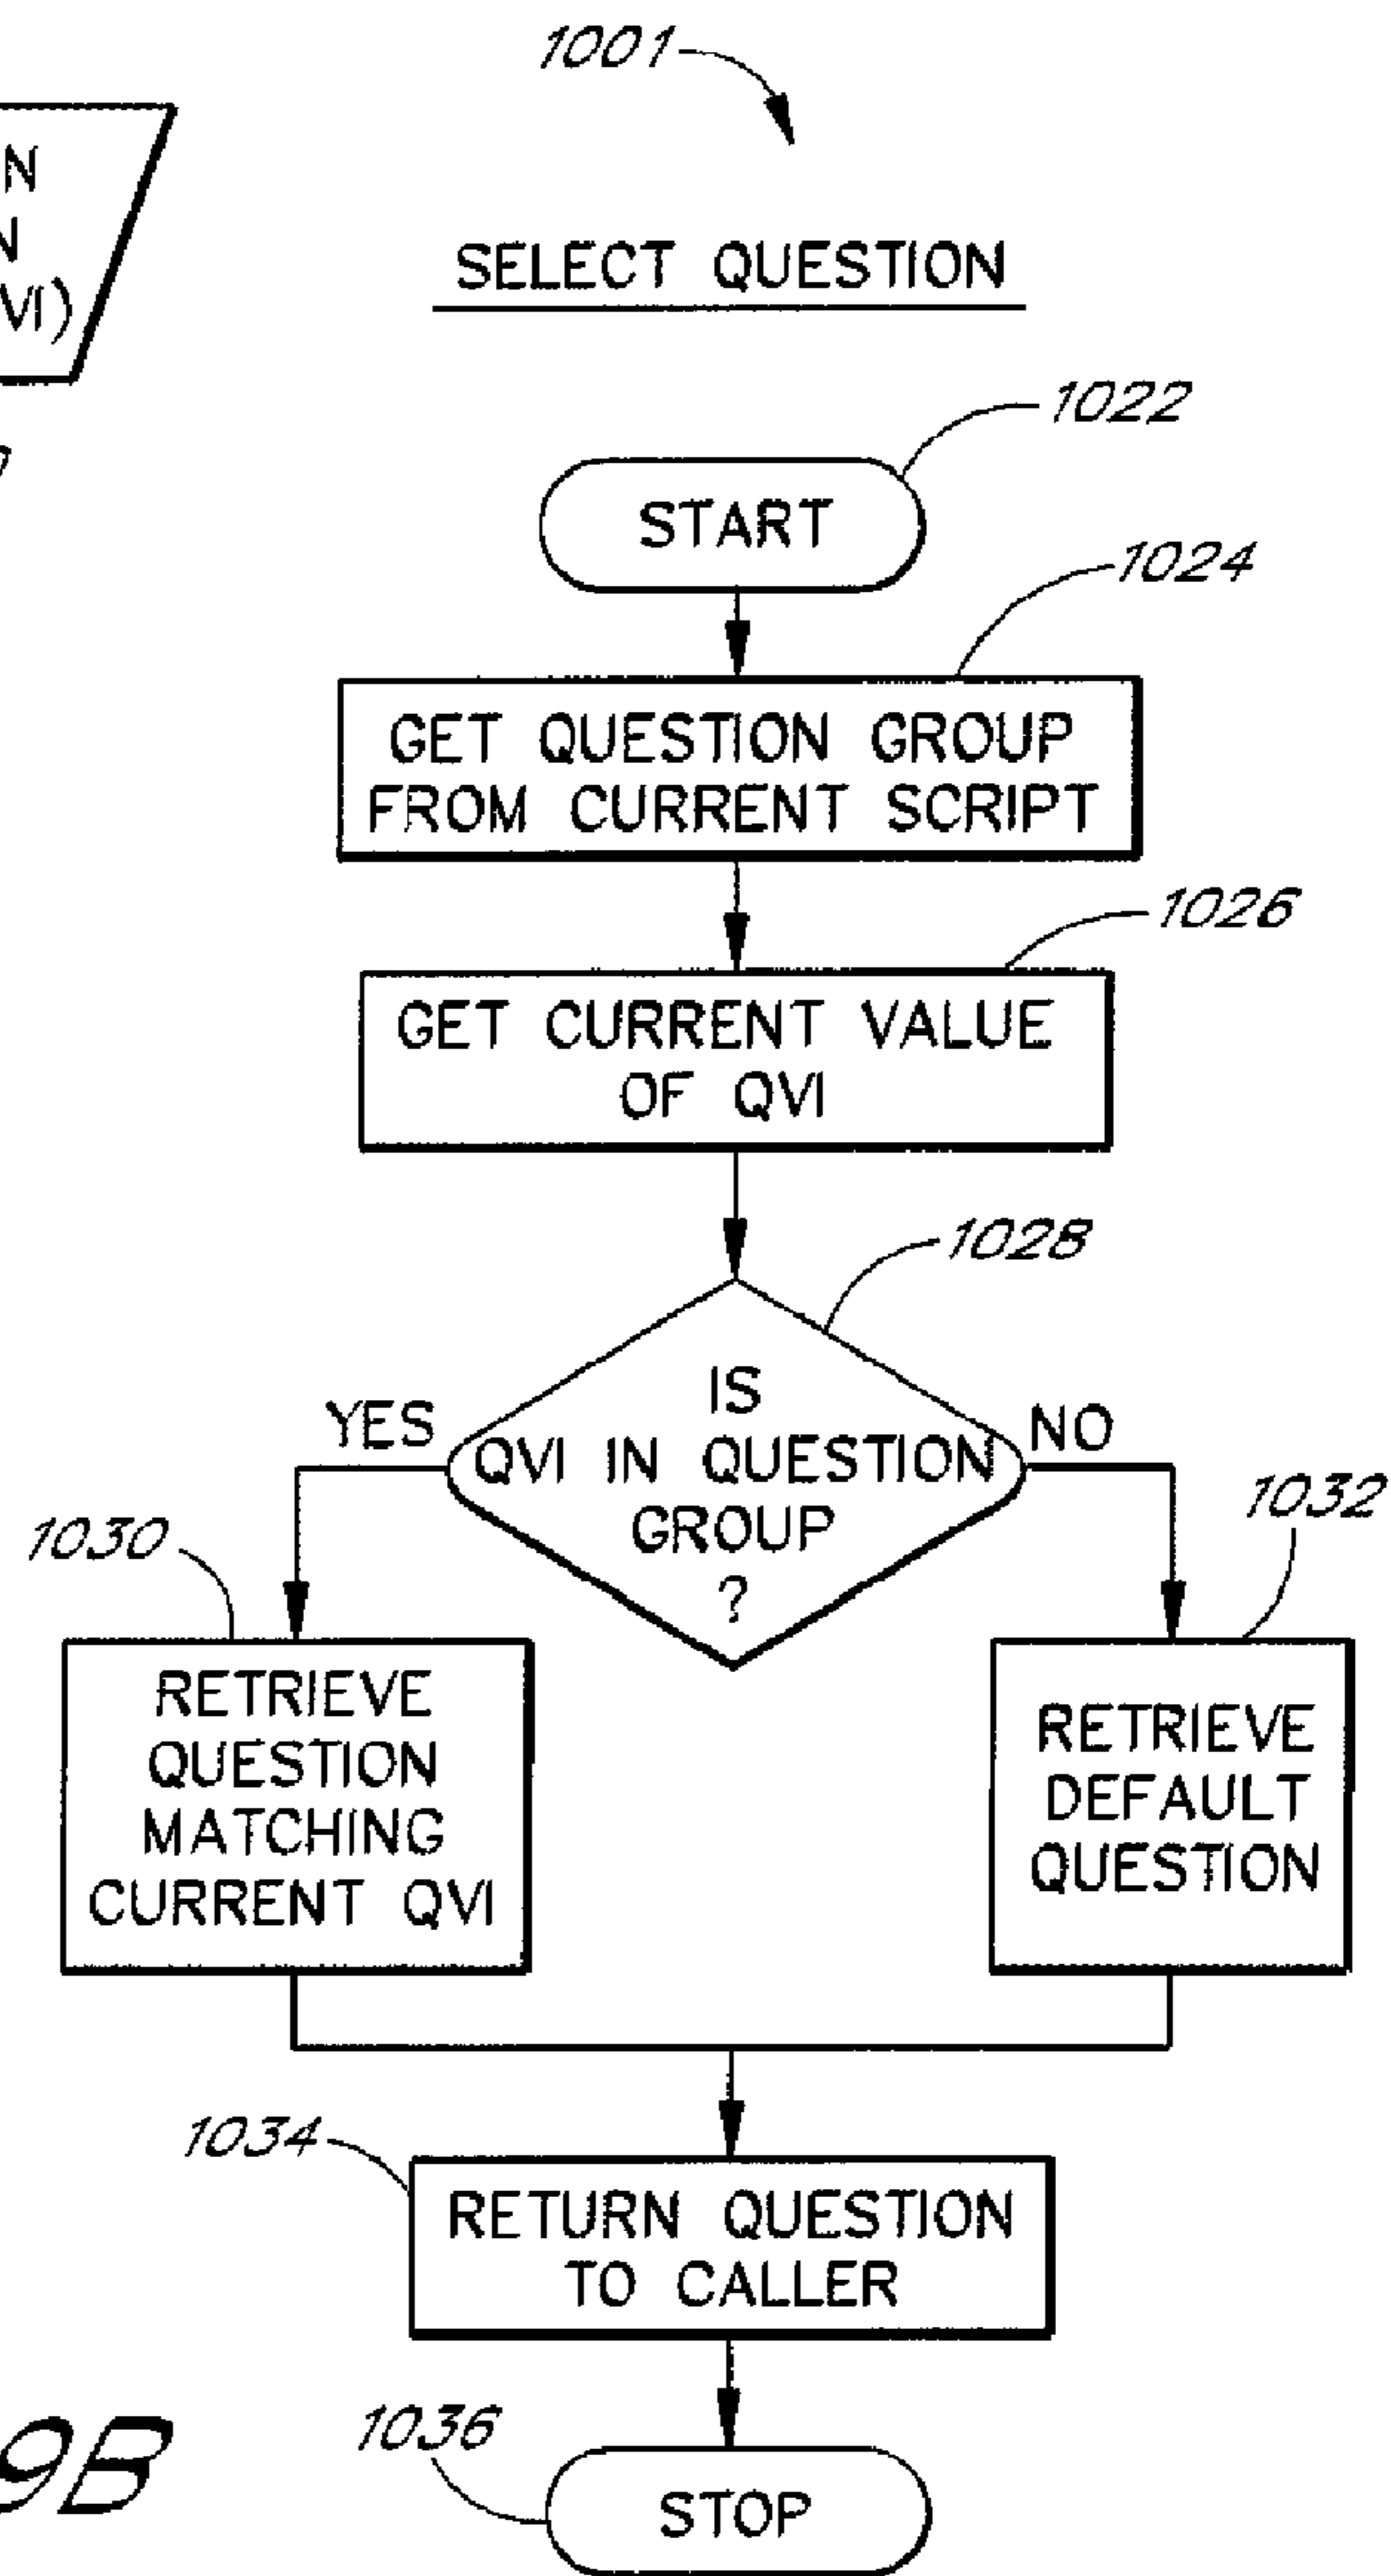 1001
N
N
VI)
SELECT QUESTION
1022
START
1024
GET QUESTION GROUP
FROM CURRENT SCRIPT
1026
GET CURRENT VALUE
OF QVI
1028
IS
QVI IN QUESTION
GROUP
?
YES
NO
1030
1032
RETRIEVE
QUESTION
MATCHING
CURRENT QVI
RETRIEVE
DEFAULT
QUESTION
1034
RETURN QUESTION
TO CALLER
1036
STOP
9B